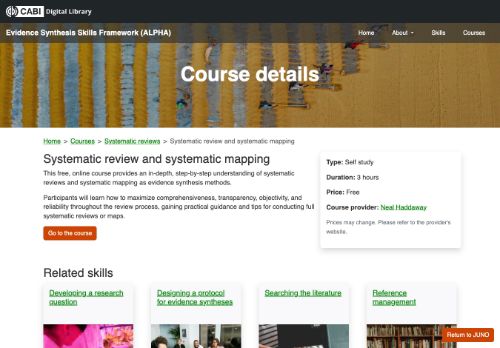 CABI Digital Library
Evidence Synthesis Skills Framework (ALPHA)
Home
About
Skills
Courses
Course details
Home > Courses > Systematic reviews > Systematic review and systematic mapping
Systematic review and systematic mapping
This free, online course provides an in-depth, step-by-step understanding of systematic
reviews and systematic mapping as evidence synthesis methods.
Participants will learn how to maximize comprehensiveness, transparency, objectivity, and
reliability throughout the review process, gaining practical guidance and tips for conducting full
systematic reviews or maps.
Go to the course
Type: Self study
Duration: 3 hours
Price: Free
Course provider: Neal Haddaway
Prices may change. Please refer to the provider's
website.
Related skills
Developing a research
question
Designing a protocol
for evidence syntheses
Searching the literature
Reference
management
Return to JUNO